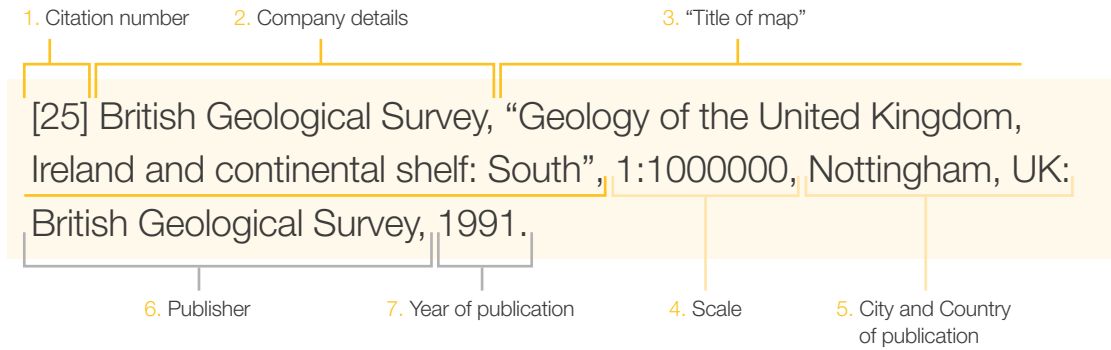 1. Citation number 2. Company details 3. “Title of map”
[25] British Geological Survey, “Geology of the United Kingdom,
Ireland and continental shelf: South”, 1:1000000, Nottingham, UK:
British Geological Survey, 1991.
6. Publisher 7. Year of publication 4. Scale 5. City and Country
of publication